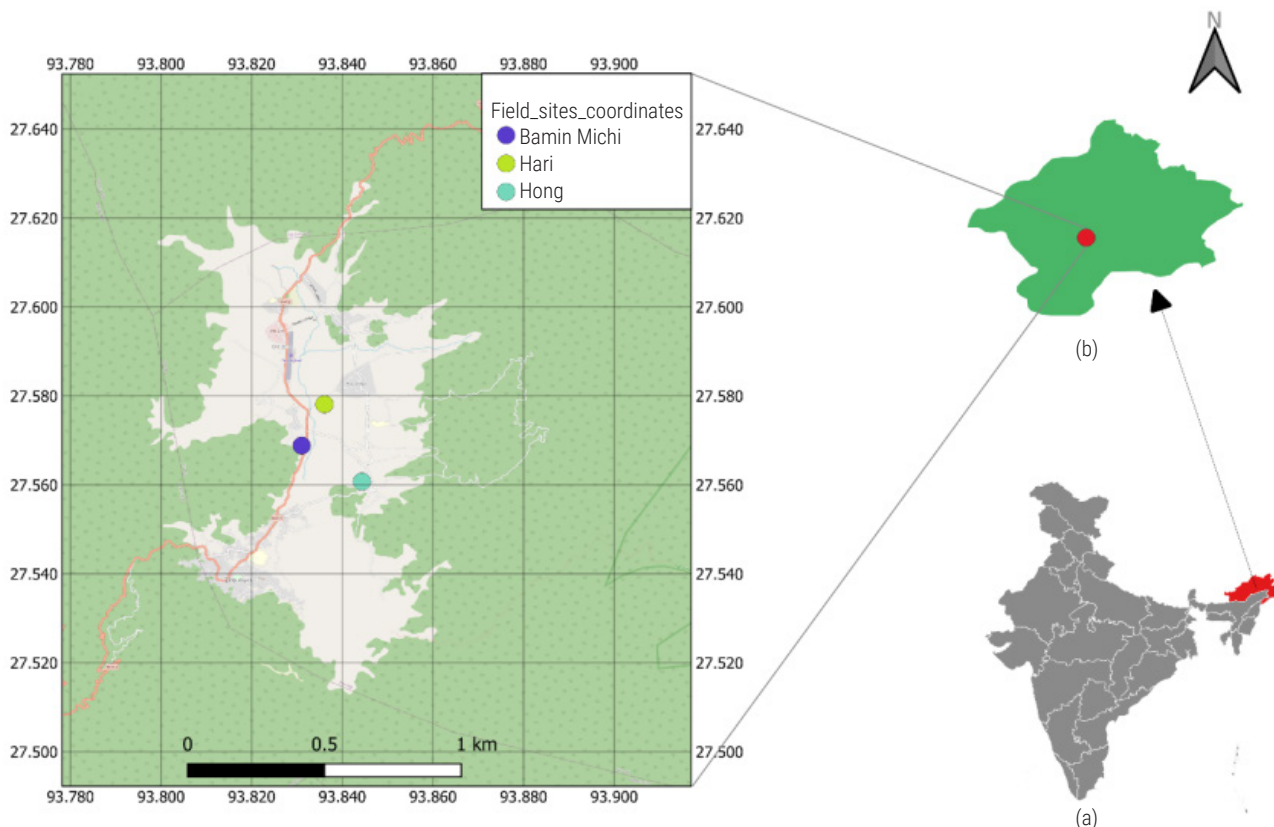 93.780 93.800 93.820 93.840 93.860 93.880 93.900
N
Field_sites_coordinates
Bamin Michi
Hari
Hong
27.640 27.640
27.620 27.620
27.600 27.600
27.580 27.580
27.560 27.560
27.540 27.540
27.520 27.520
27.500 27.500
0 0.5 1 km
93.780 93.800 93.820 93.840 93.860 93.880 93.900
(b)
(a)